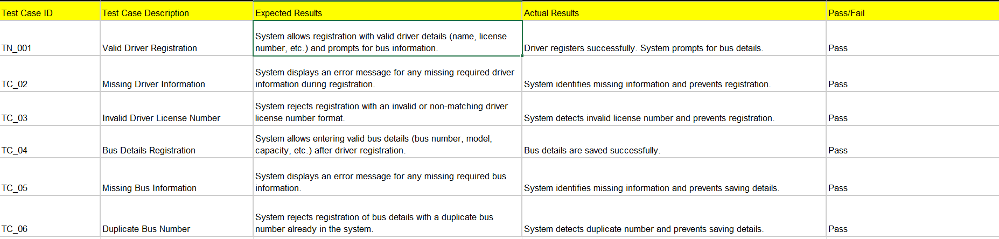 Test Case ID Test Case Description Expected Results Actual Results Pass/Fail
System allows registration with valid driver details (name, license
TN_001 Valid Driver Registration number, etc.) and prompts for bus information. Driver registers successfully. System prompts for bus details. Pass
System displays an error message for any missing required driver
TC_02 Missing Driver Information information during registration. System identifies missing information and prevents registration. Pass
System rejects registration with an invalid or non-matching driver
TC_03 Invalid Driver License Number license number format. System detects invalid license number and prevents registration. Pass
System allows entering valid bus details (bus number, model,
TC_04 Bus Details Registration capacity, etc.) after driver registration. Bus details are saved successfully. Pass
System displays an error message for any missing required bus
TC_05 Missing Bus Information information. System identifies missing information and prevents saving details. Pass
System rejects registration of bus details with a duplicate bus
TC_06 Duplicate Bus Number number already in the system. System detects duplicate number and prevents saving details. Pass